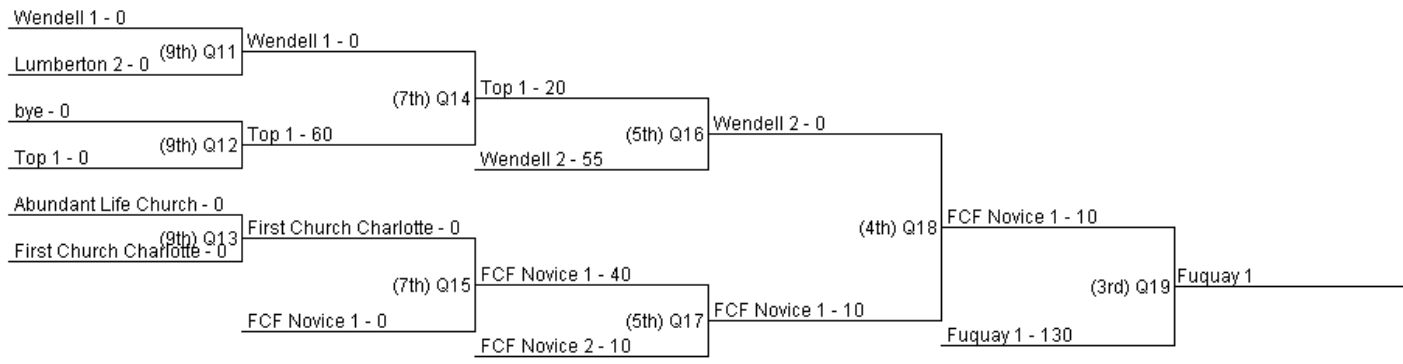 Wendell 1 - 0
(9th) Q11
Lumberton 2 - 0
Wendell 1 - 0
(7th) Q14
bye - 0
(9th) Q12
Top 1 - 0
Top 1 - 60
Top 1 - 20
(5th) Q16
Wendell 2 - 55
Wendell 2 - 0
(4th) Q18
Abundant Life Church - 0
(9th) Q13
First Church Charlotte - 0
First Church Charlotte - 0
(7th) Q15
FCF Novice 1 - 0
FCF Novice 1 - 40
(5th) Q17
FCF Novice 2 - 10
FCF Novice 1 - 10
FCF Novice 1 - 10
(3rd) Q19
Fuquay 1 - 130
Fuquay 1